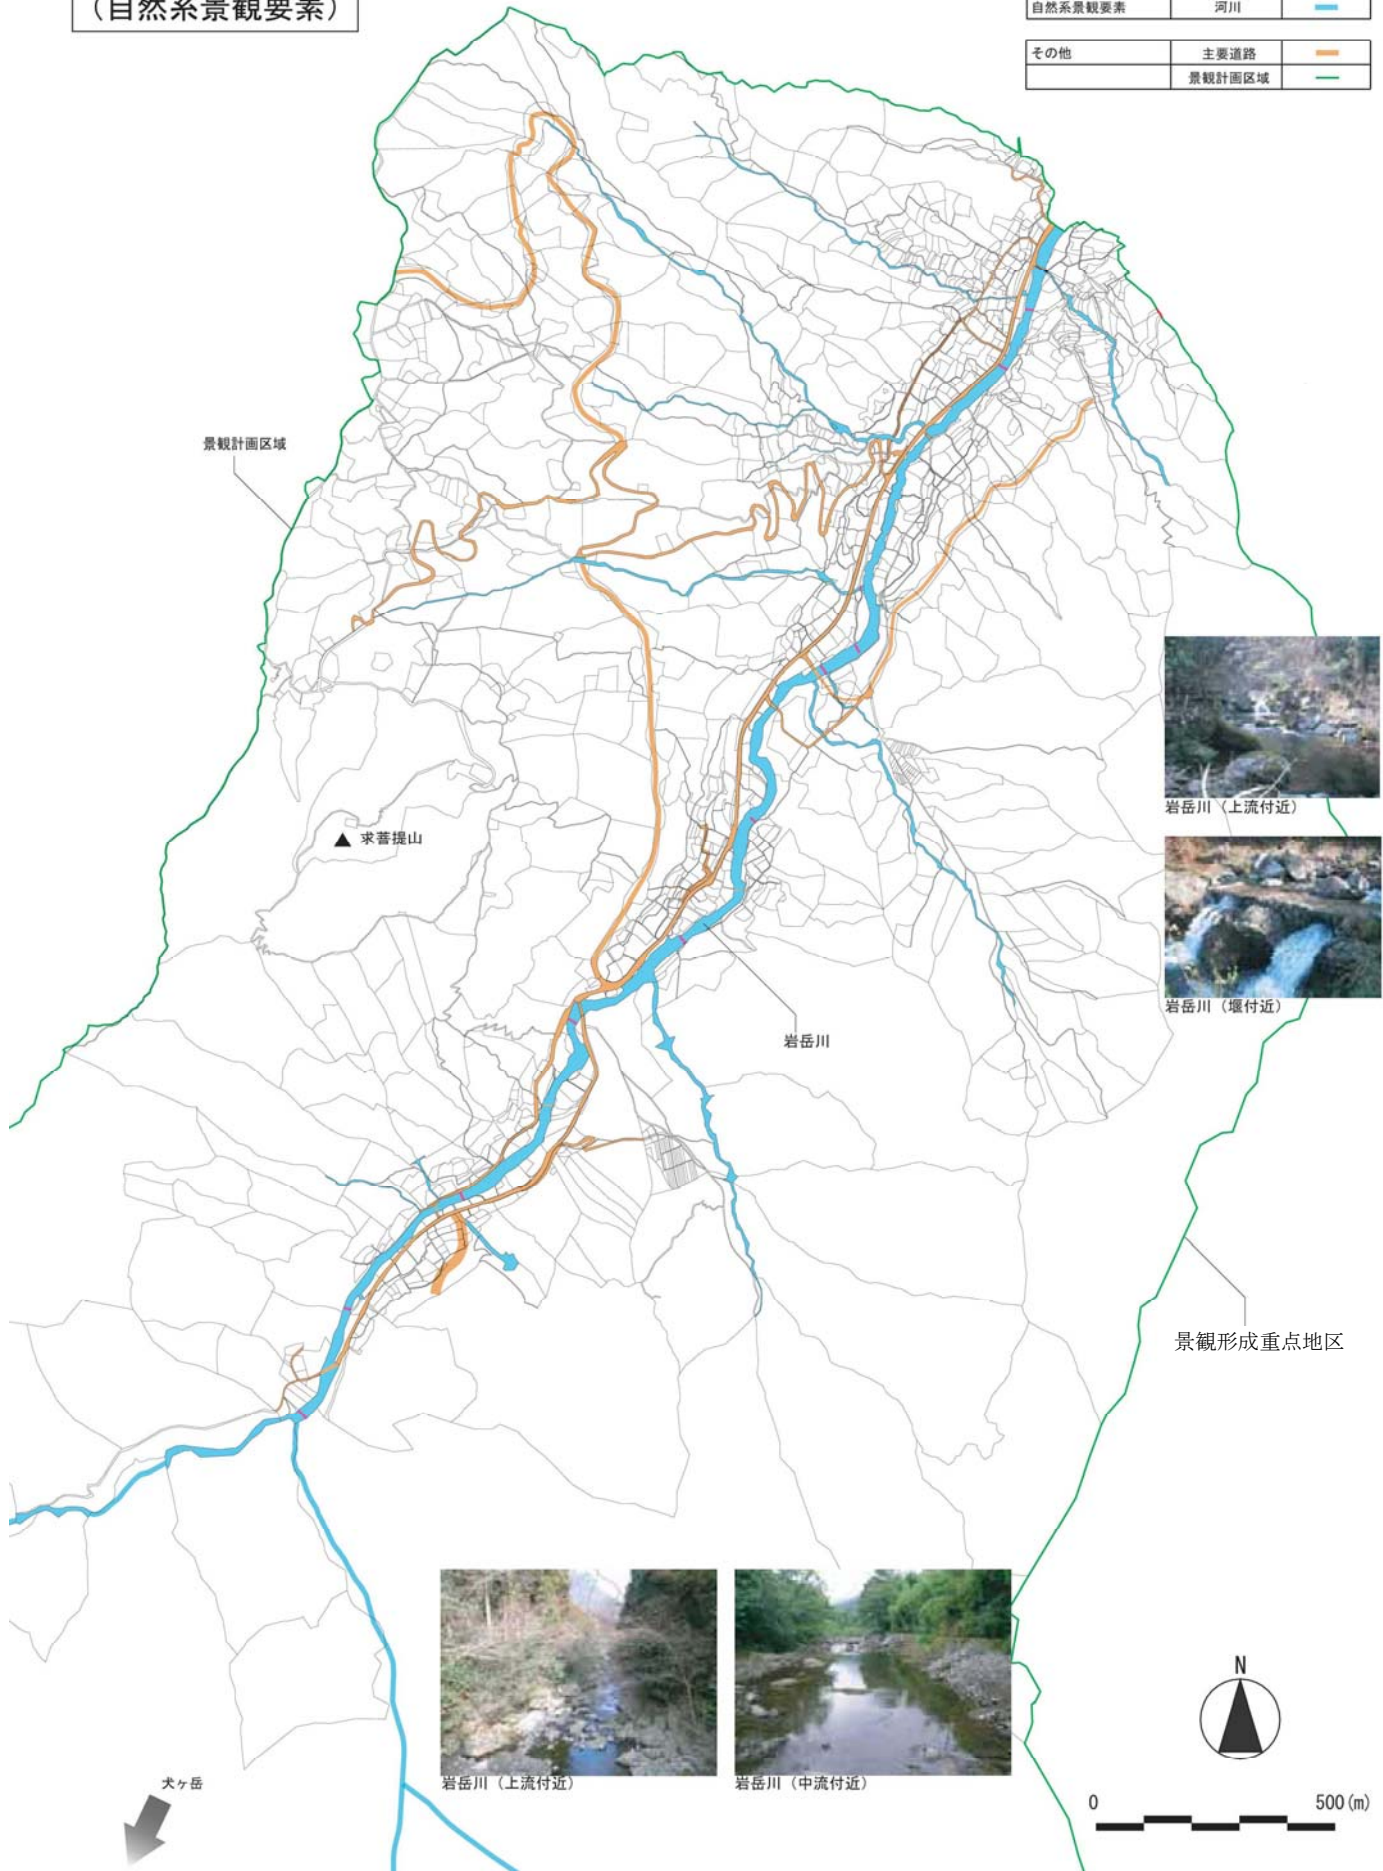 （自然系景観要素）
自然系景観要素 河川
その他 主要道路
景観計画区域
景観計画区域
求菩提山
岩岳川（上流付近）
岩岳川（堰付近）
岩岳川
景観形成重点地区
岩岳川（上流付近）
岩岳川（中流付近）
犬ヶ岳
N
0 500(m)